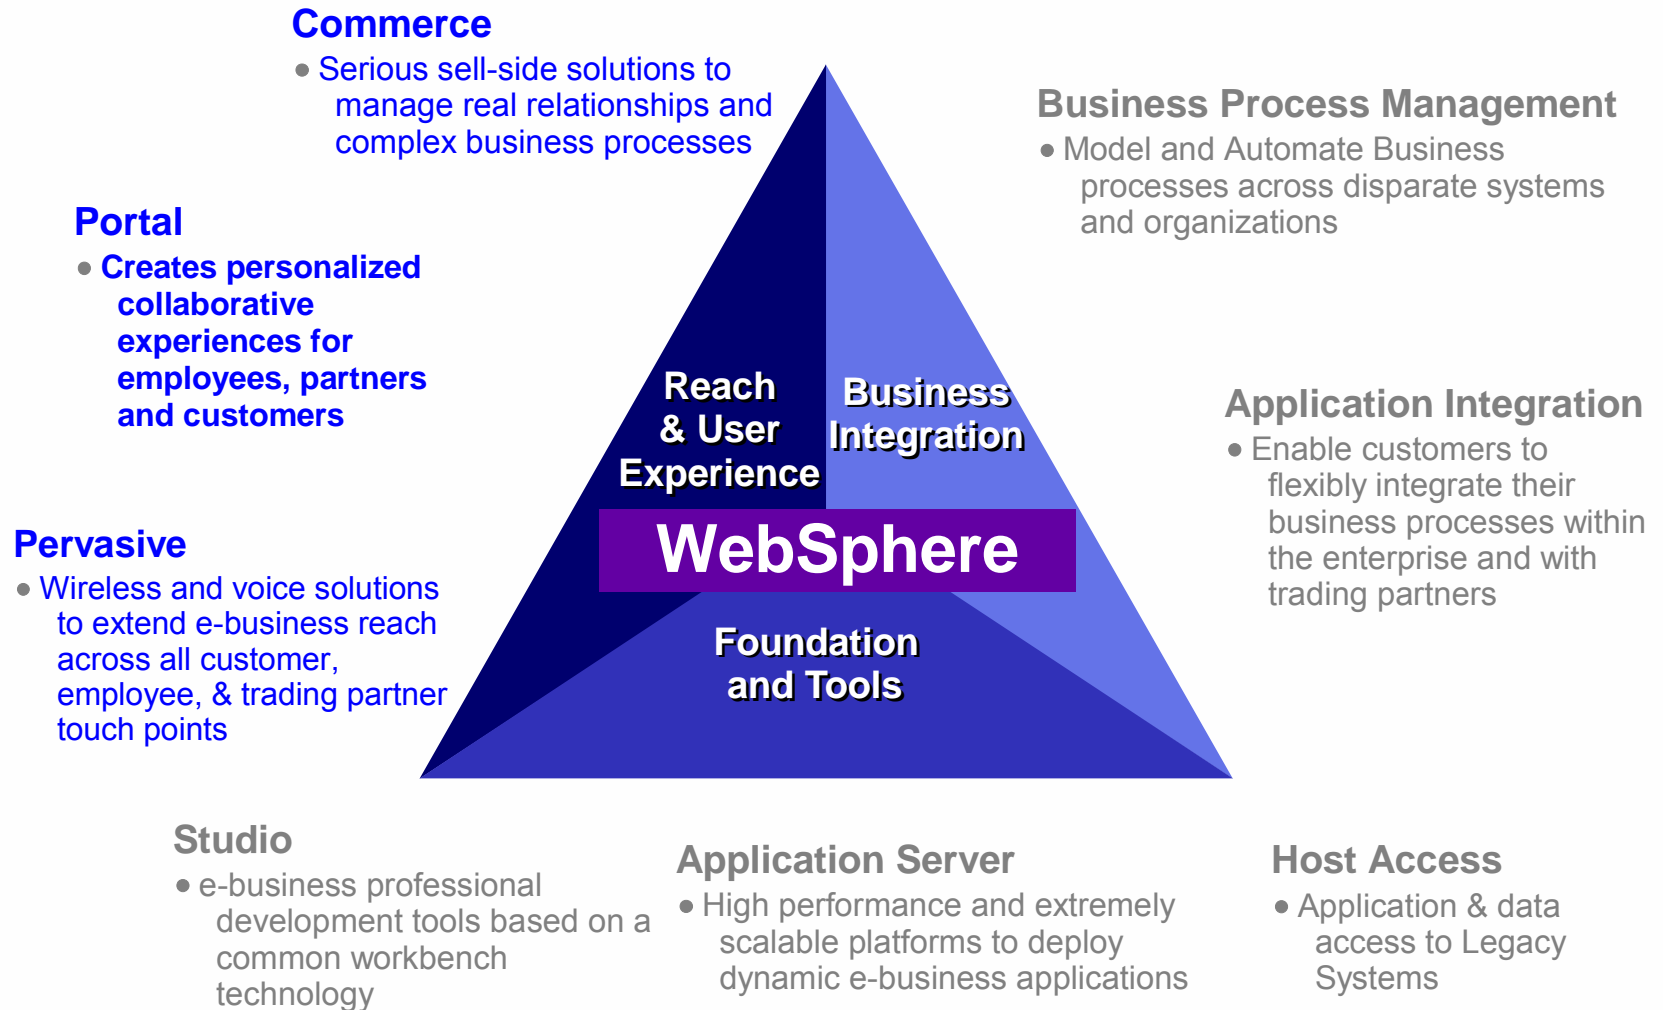 Commerce
• Serious sell-side solutions to
manage real relationships and
complex business processes
Business Process Management
• Model and Automate Business
processes across disparate systems
and organizations
Portal
• Creates personalized
collaborative
experiences for
employees, partners
and customers
Reach
& User
Experience
Business
Integration
Application Integration
• Enable customers to
flexibly integrate their
business processes within
the enterprise and with
trading partners
WebSphere
Pervasive
• Wireless and voice solutions
to extend e-business reach
across all customer,
employee, & trading partner
touch points
Foundation
and Tools
Studio
• e-business professional
development tools based on a
common workbench
technology
Application Server
• High performance and extremely
scalable platforms to deploy
dynamic e-business applications
Host Access
• Application & data
access to Legacy
Systems